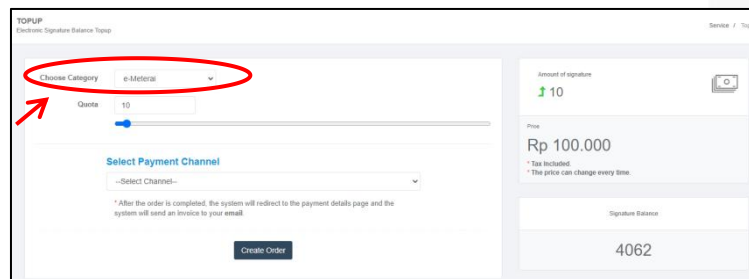 TOPUP
Electronic Signature Balance Topup
Service /
Choose Category
e-Meterai
Quota
10
Select Payment Channel
--Select Channel--
* After the order is completed, the system will redirect to the payment details page and the
system will send an invoice to your email.
Create Order
Amount of signature
10
Price
Rp 100.000
* Tax Included.
* The price can change every time.
Signature Balance
4062